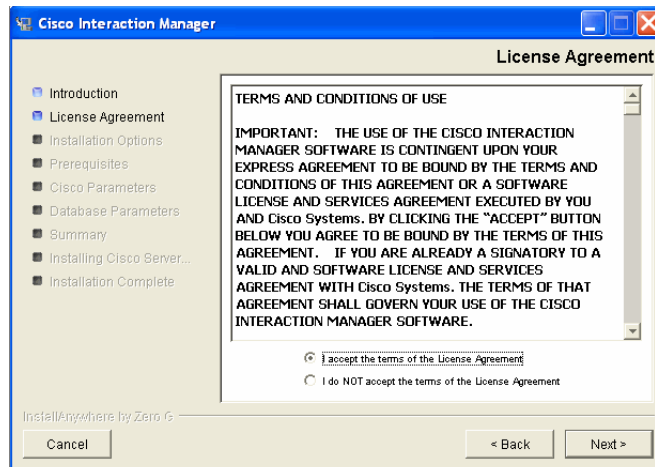 Cisco Interaction Manager
License Agreement
Introduction
License Agreement
Installation Options
Prerequisites
Cisco Parameters
Database Parameters
Summary
Installing Cisco Server...
Installation Complete
TERMS AND CONDITIONS OF USE
IMPORTANT: THE USE OF THE CISCO INTERACTION
MANAGER SOFTWARE IS CONTINGENT UPON YOUR
EXPRESS AGREEMENT TO BE BOUND BY THE TERMS AND
CONDITIONS OF THIS AGREEMENT OR A SOFTWARE
LICENSE AND SERVICES AGREEMENT EXECUTED BY YOU
AND Cisco Systems. BY CLICKING THE "ACCEPT" BUTTON
BELOW YOU AGREE TO BE BOUND BY THE TERMS OF THIS
AGREEMENT. IF YOU ARE ALREADY A SIGNATORY TO A
VALID AND SOFTWARE LICENSE AND SERVICES
AGREEMENT WITH Cisco Systems. THE TERMS OF THAT
AGREEMENT SHALL GOVERN YOUR USE OF THE CISCO
INTERACTION MANAGER SOFTWARE.
I accept the terms of the License Agreement
I do NOT accept the terms of the License Agreement
InstallAnywhere by Zero G
Cancel
< Back
Next >